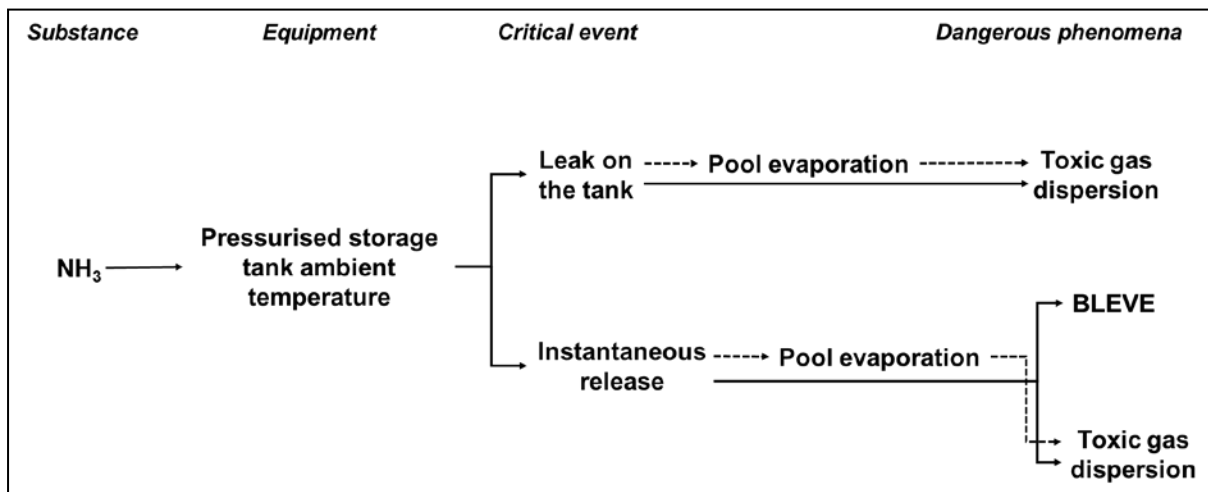 Substance Equipment Critical event Dangerous phenomena
Leak on
the tank
Pool evaporation
Toxic gas
dispersion
NH₃
Pressurised storage
tank ambient
temperature
BLEVE
Instantaneous
release
Pool evaporation
Toxic gas
dispersion